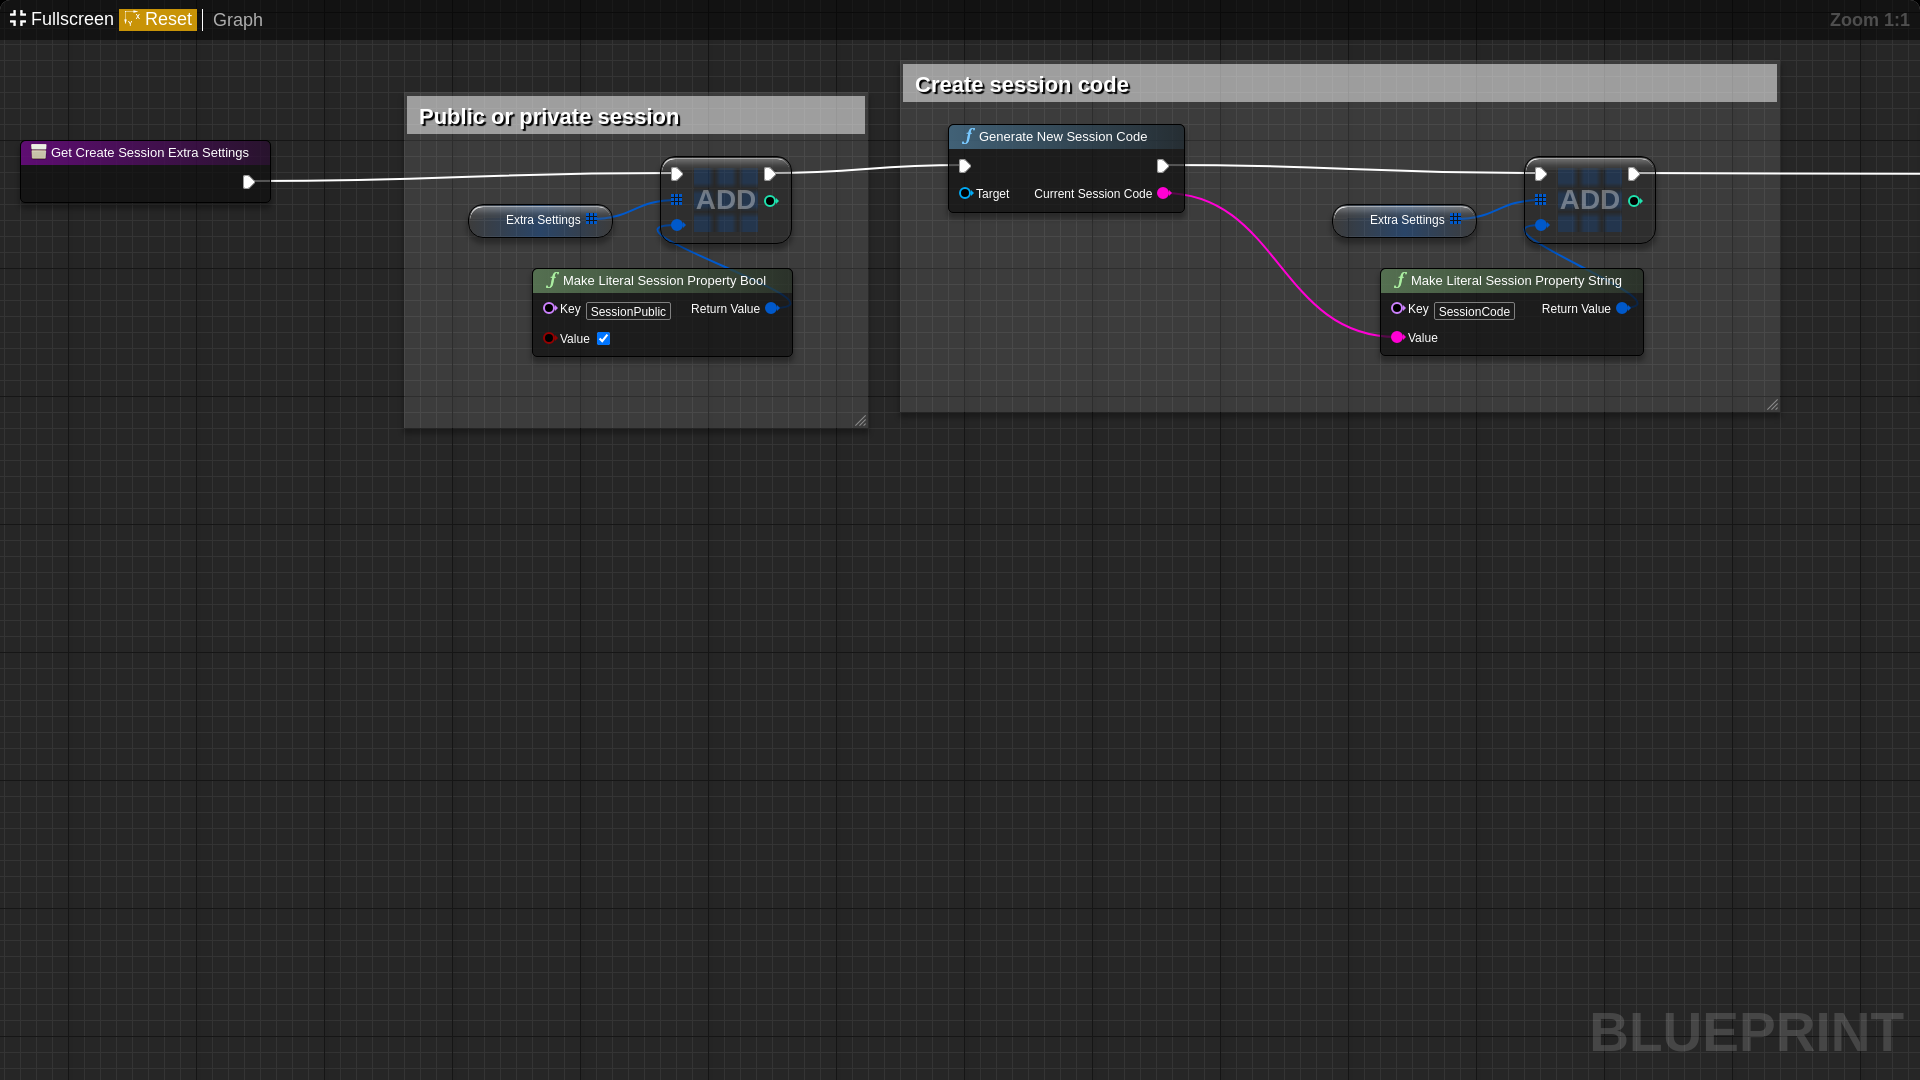 Fullscreen Reset Graph
Zoom 1:1
Public or private session
Create session code
Get Create Session Extra Settings
Extra Settings
ADD
Make Literal Session Property Bool
Key SessionPublic Return Value
Value
Generate New Session Code
Target Current Session Code
Extra Settings
ADD
Make Literal Session Property String
Key SessionCode Return Value
Value
BLUEPRINT